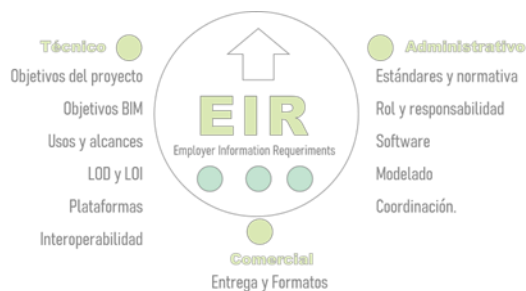 Técnico
Objetivos del proyecto
Objetivos BIM
Usos y alcances
LOD y LOI
Plataformas
Interoperabilidad
EIR
Employer Information Requeriments
Administrativo
Estándares y normativa
Rol y responsabilidad
Software
Modelado
Coordinación.
Comercial
Entrega y Formatos